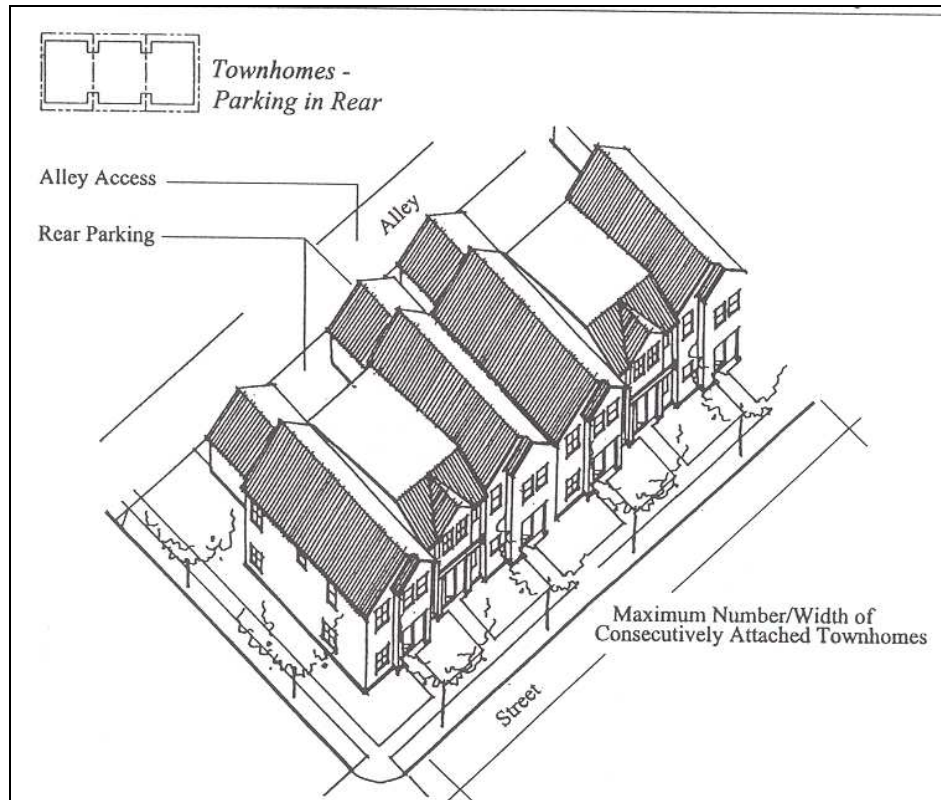 Townhomes -
Parking in Rear
Alley Access
Alley
Rear Parking
Maximum Number/Width of
Consecutively Attached Townhomes
Street